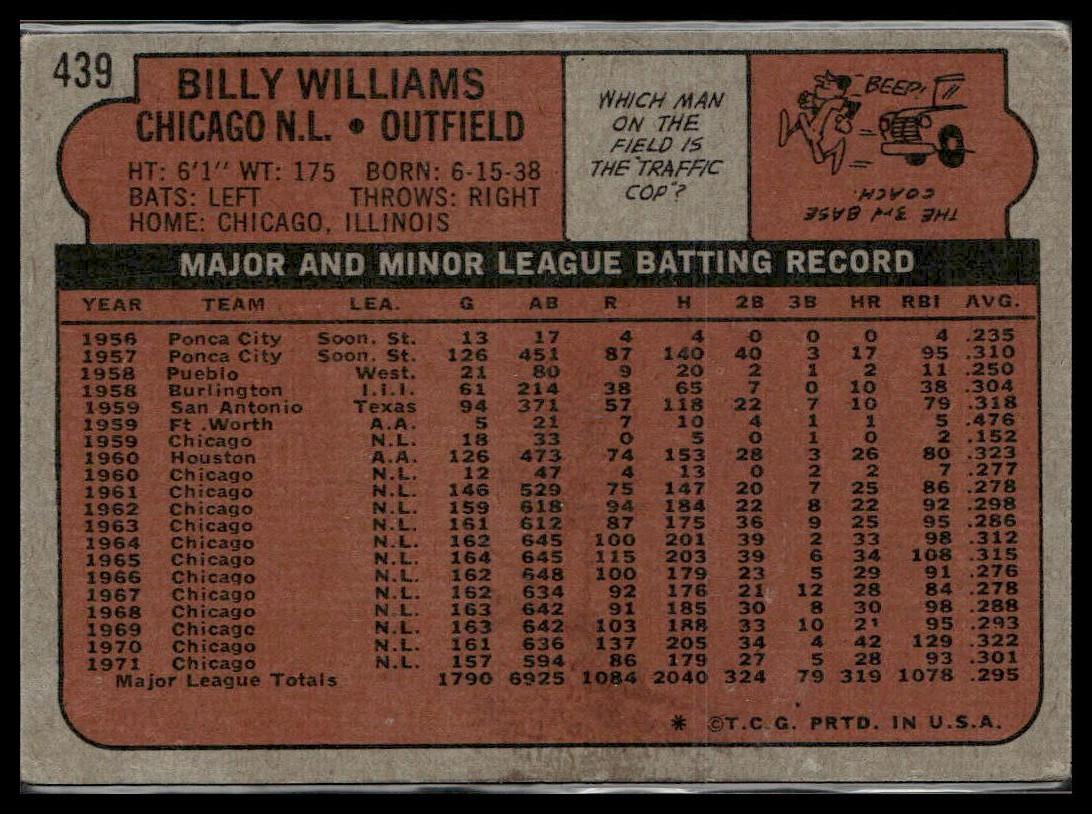 439
BILLY WILLIAMS
CHICAGO N.L. • OUTFIELD
HT: 6'1" WT: 175 BORN: 6-15-38
BATS: LEFT THROWS: RIGHT
HOME: CHICAGO, ILLINOIS
WHICH MAN
ON THE
FIELD IS
THE "TRAFFIC
COP"?
BEEP!
THE 3rd BASE
COACH.
MAJOR AND MINOR LEAGUE BATTING RECORD
YEAR TEAM LEA. G AB R H 2B 3B HR RBI AVG.
1956 Ponca City Soon. St. 13 17 4 4 0 0 0 4 .235
1957 Ponca City Soon. St. 126 451 87 140 40 3 17 95 .310
1958 Pueblo West. 21 80 9 20 2 1 2 11 .250
1958 Burlington I.I.I. 61 214 38 65 7 0 10 38 .304
1959 San Antonio Texas 94 371 57 118 22 7 10 79 .318
1959 Ft .Worth A.A. 5 21 7 10 4 1 1 5 .476
1959 Chicago N.L. 18 33 0 5 0 1 0 2 .152
1960 Houston A.A. 126 473 74 153 28 3 26 80 .323
1960 Chicago N.L. 12 47 4 13 0 2 2 7 .277
1961 Chicago N.L. 146 529 75 147 20 7 25 86 .278
1962 Chicago N.L. 159 618 94 184 22 8 22 92 .298
1963 Chicago N.L. 161 612 87 175 36 9 25 95 .286
1964 Chicago N.L. 162 645 100 201 39 2 33 98 .312
1965 Chicago N.L. 164 645 115 203 39 6 34 108 .315
1966 Chicago N.L. 162 648 100 179 23 5 29 91 .276
1967 Chicago N.L. 162 634 92 176 21 12 28 84 .278
1968 Chicago N.L. 163 642 91 185 30 8 30 98 .288
1969 Chicago N.L. 163 642 103 188 33 10 21 95 .293
1970 Chicago N.L. 161 636 137 205 34 4 42 129 .322
1971 Chicago N.L. 157 594 86 179 27 5 28 93 .301
Major League Totals 1790 6925 1084 2040 324 79 319 1078 .295
* ©T.C.G. PRTD. IN U.S.A.